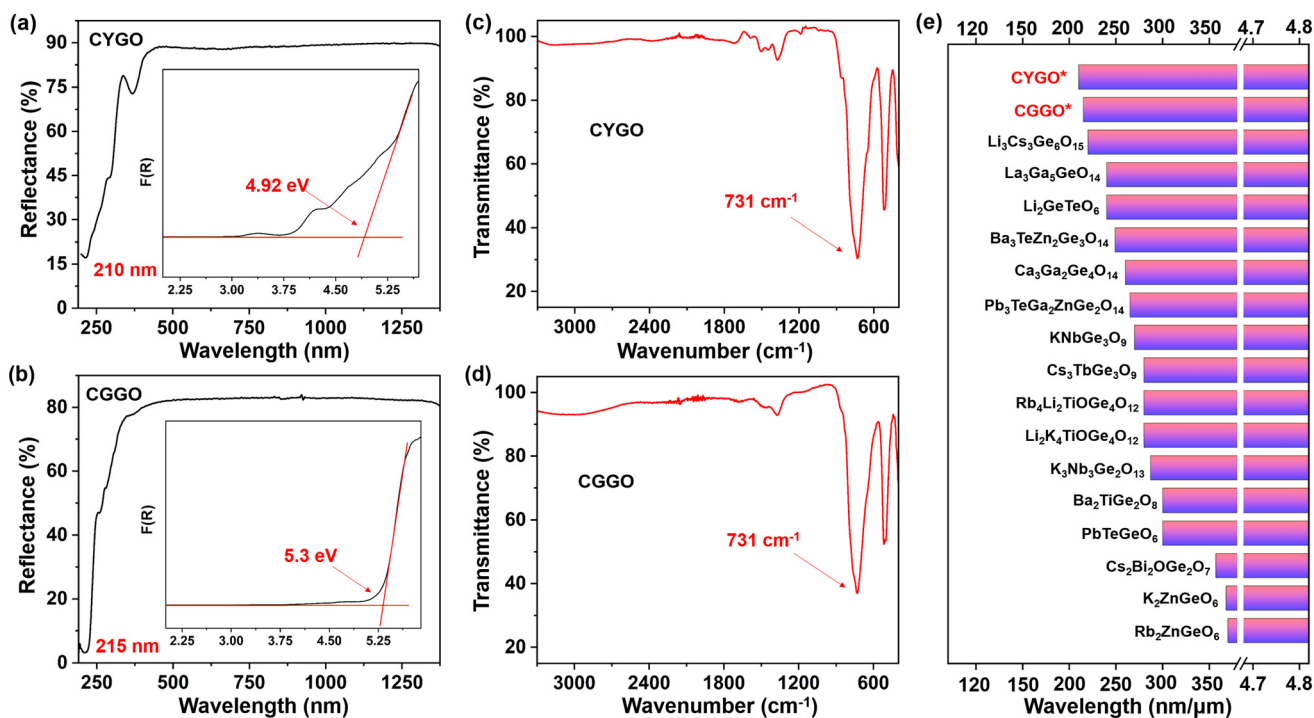 (a)
CYGO
90
75
60
45
30
15
0
Reflectance (%)
210 nm
F(R)
4.92 eV
2.25 3.00 3.75 4.50 5.25
250 500 750 1000 1250
Wavelength (nm)
(b)
CGGO
80
60
40
20
0
Reflectance (%)
215 nm
F(R)
5.3 eV
2.25 3.00 3.75 4.50 5.25
250 500 750 1000 1250
Wavelength (nm)
(c)
100
80
60
40
20
Transmittance (%)
CYGO
731 cm⁻¹
3000 2400 1800 1200 600
Wavenumber (cm⁻¹)
(d)
100
80
60
40
20
Transmittance (%)
CGGO
731 cm⁻¹
3000 2400 1800 1200 600
Wavenumber (cm⁻¹)
(e)
120 150 200 250 300 350 4.7 4.8
CYGO*
CGGO*
Li₃Cs₃Ge₆O₁₅
La₃Ga₅GeO₁₄
Li₂GeTeO₆
Ba₃TeZn₂Ge₃O₁₄
Ca₃Ga₂Ge₄O₁₄
Pb₃TeGa₂ZnGe₂O₁₄
KNbGe₃O₉
Cs₃TbGe₃O₉
Rb₄Li₂TiOGe₄O₁₂
Li₂K₄TiOGe₄O₁₂
K₃Nb₃Ge₂O₁₃
Ba₂TiGe₂O₈
PbTeGeO₆
Cs₂Bi₂OGe₂O₇
K₂ZnGeO₆
Rb₂ZnGeO₆
120 150 200 250 300 350 4.7 4.8
Wavelength (nm/μm)